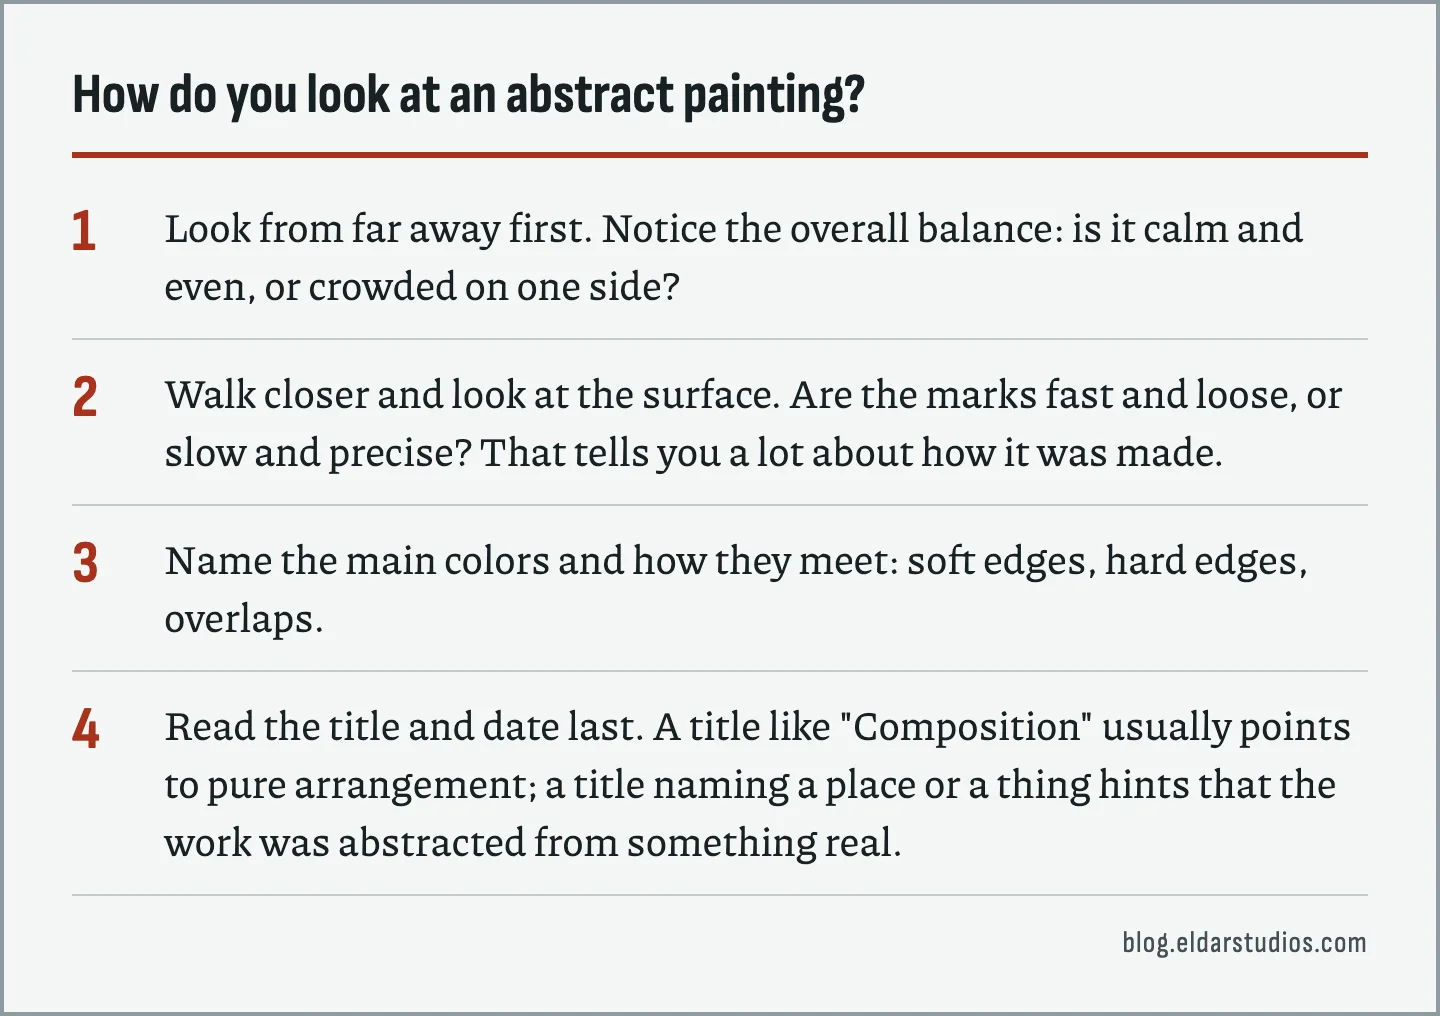 How do you look at an abstract painting?
1 Look from far away first. Notice the overall balance: is it calm and
even, or crowded on one side?
2 Walk closer and look at the surface. Are the marks fast and loose, or
slow and precise? That tells you a lot about how it was made.
3 Name the main colors and how they meet: soft edges, hard edges,
overlaps.
4 Read the title and date last. A title like "Composition" usually points
to pure arrangement; a title naming a place or a thing hints that the
work was abstracted from something real.
blog.eldarstudios.com